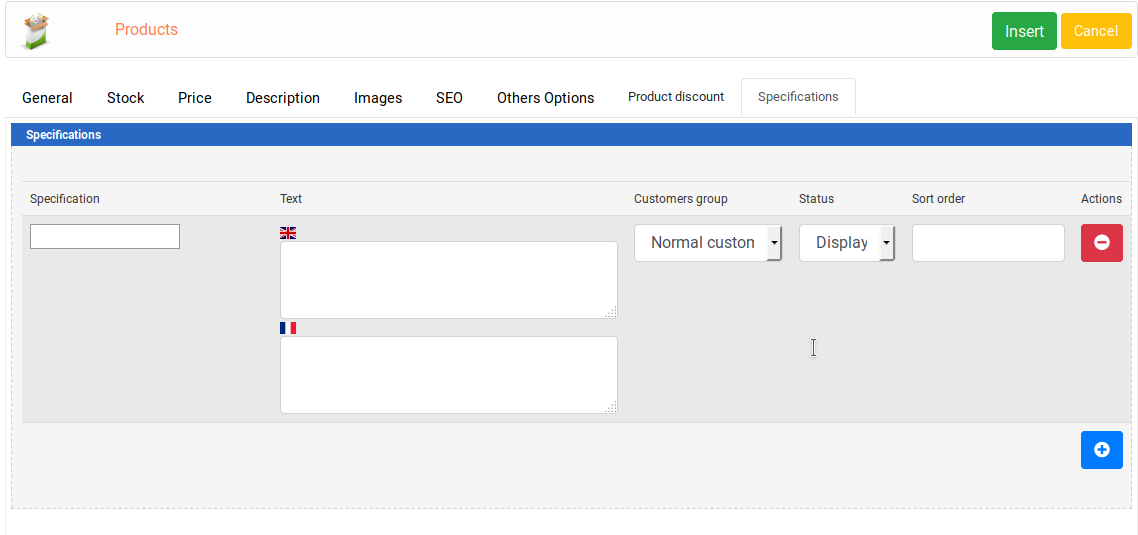 Products
Insert
Cancel
General
Stock
Price
Description
Images
SEO
Others Options
Product discount
Specifications
Specifications
Specification
Text
Customers group
Status
Sort order
Actions
Normal custom
Display